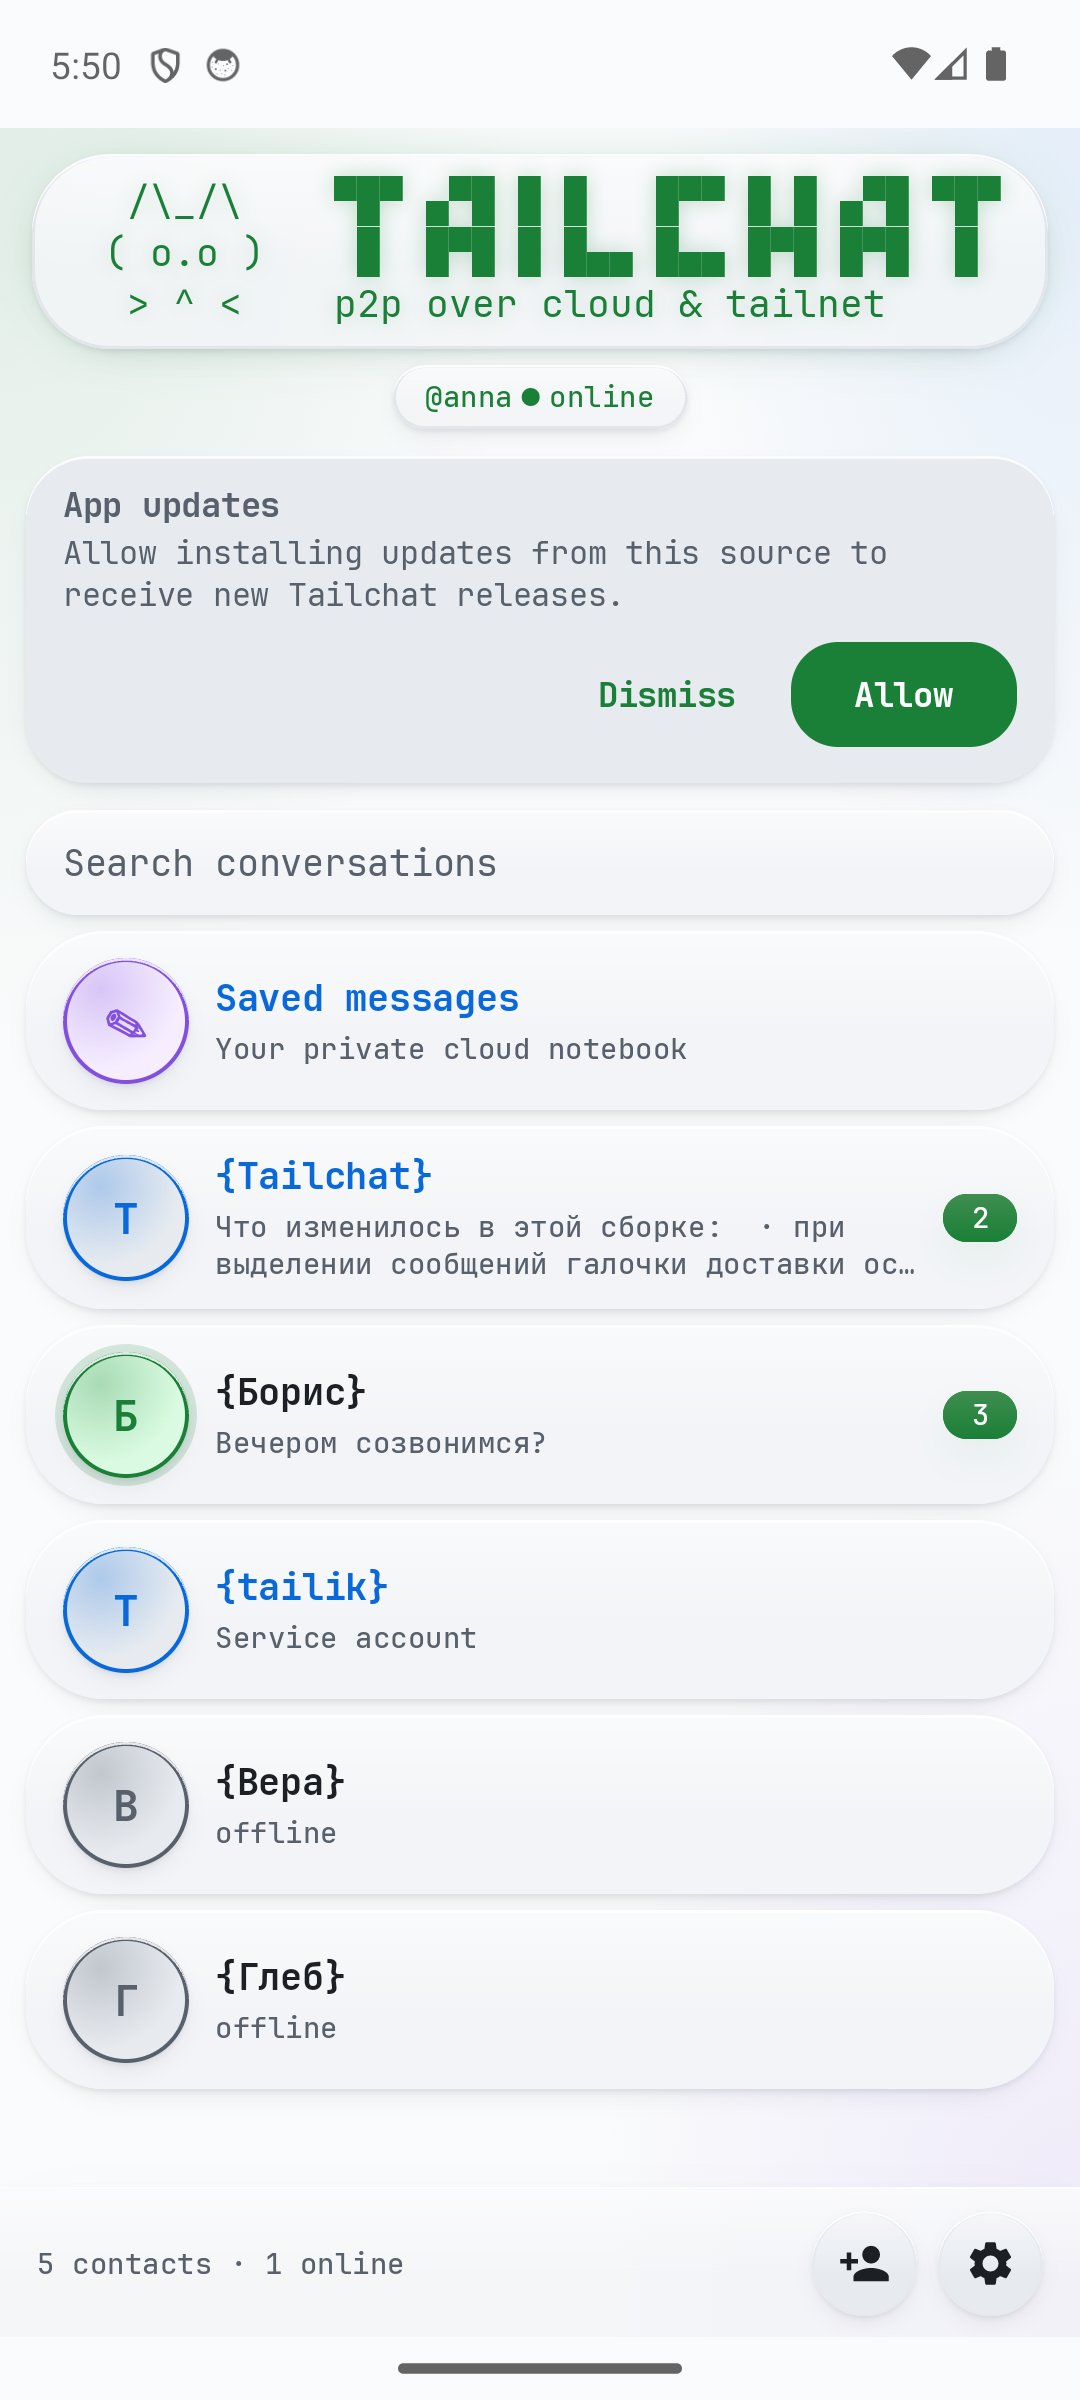 5:50
/\_/\
( o.o )
> ^ <
TAILCHAT
p2p over cloud & tailnet
@anna ● online
App updates
Allow installing updates from this source to
receive new Tailchat releases.
Dismiss
Allow
Search conversations
Saved messages
Your private cloud notebook
T
{Tailchat}
Что изменилось в этой сборке:  · при
выделении сообщений галочки доставки ос…
2
Б
{Борис}
Вечером созвонимся?
3
T
{tailik}
Service account
В
{Вера}
offline
Г
{Глеб}
offline
5 contacts · 1 online